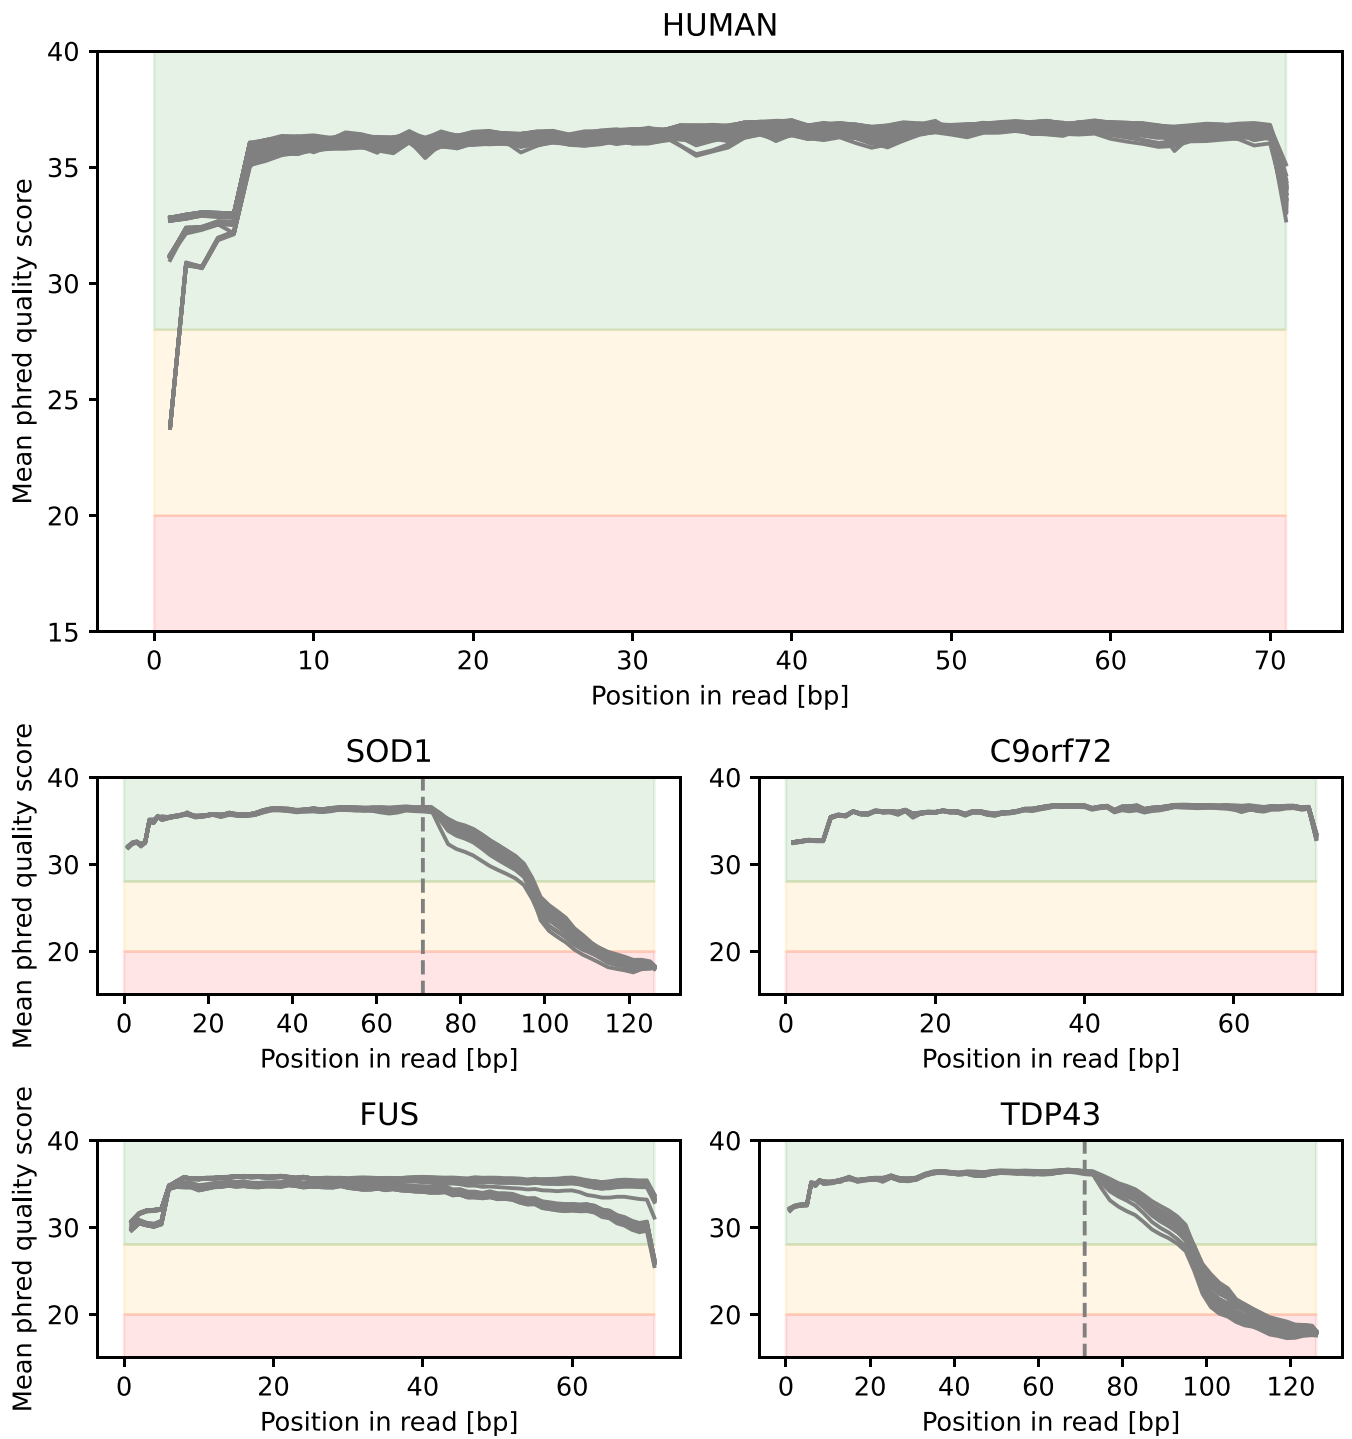 HUMAN
Mean phred quality score
40
35
30
25
20
15
0 10 20 30 40 50 60 70
Position in read [bp]
SOD1
Mean phred quality score
40
30
20
0 20 40 60 80 100 120
Position in read [bp]
C9orf72
40
30
20
0 20 40 60
Position in read [bp]
FUS
Mean phred quality score
40
30
20
0 20 40 60
Position in read [bp]
TDP43
40
30
20
0 20 40 60 80 100 120
Position in read [bp]